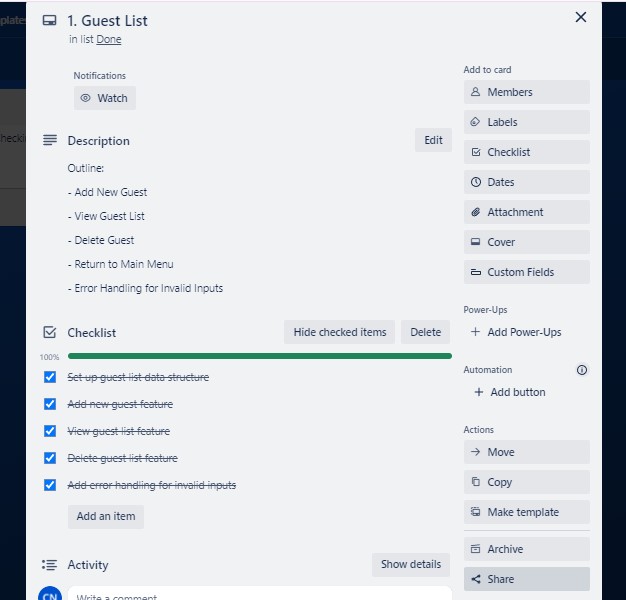 plates
1. Guest List
in list Done
Notifications
Watch
Description
Edit
Outline:
- Add New Guest
- View Guest List
- Delete Guest
- Return to Main Menu
- Error Handling for Invalid Inputs
Checklist
Hide checked items
Delete
100%
Set up guest list data structure
Add new guest feature
View guest list feature
Delete guest list feature
Add error handling for invalid inputs
Add an item
Activity
Show details
CN
Write a comment
Add to card
Members
Labels
Checklist
Dates
Attachment
Cover
Custom Fields
Power-Ups
+ Add Power-Ups
Automation
+ Add button
Actions
Move
Copy
Make template
Archive
Share